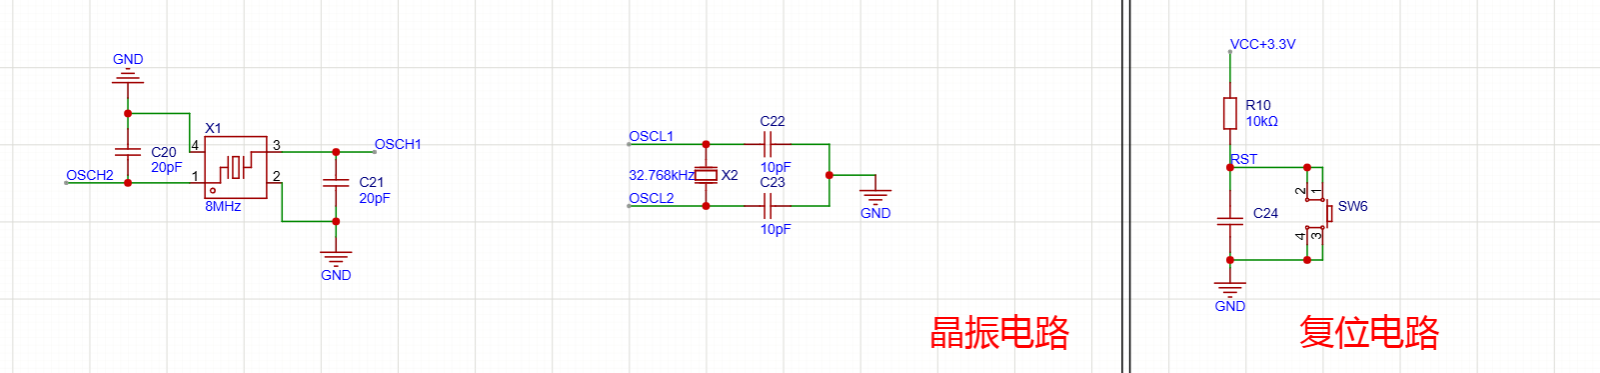 GND
C20
20pF
OSCH2
X1
4
3
1
2
8MHz
OSCH1
C21
20pF
GND
OSCL1
C22
10pF
32.768kHz
X2
OSCL2
C23
10pF
GND
晶振电路
VCC+3.3V
R10
10kΩ
RST
2
1
C24
SW6
4
3
GND
复位电路